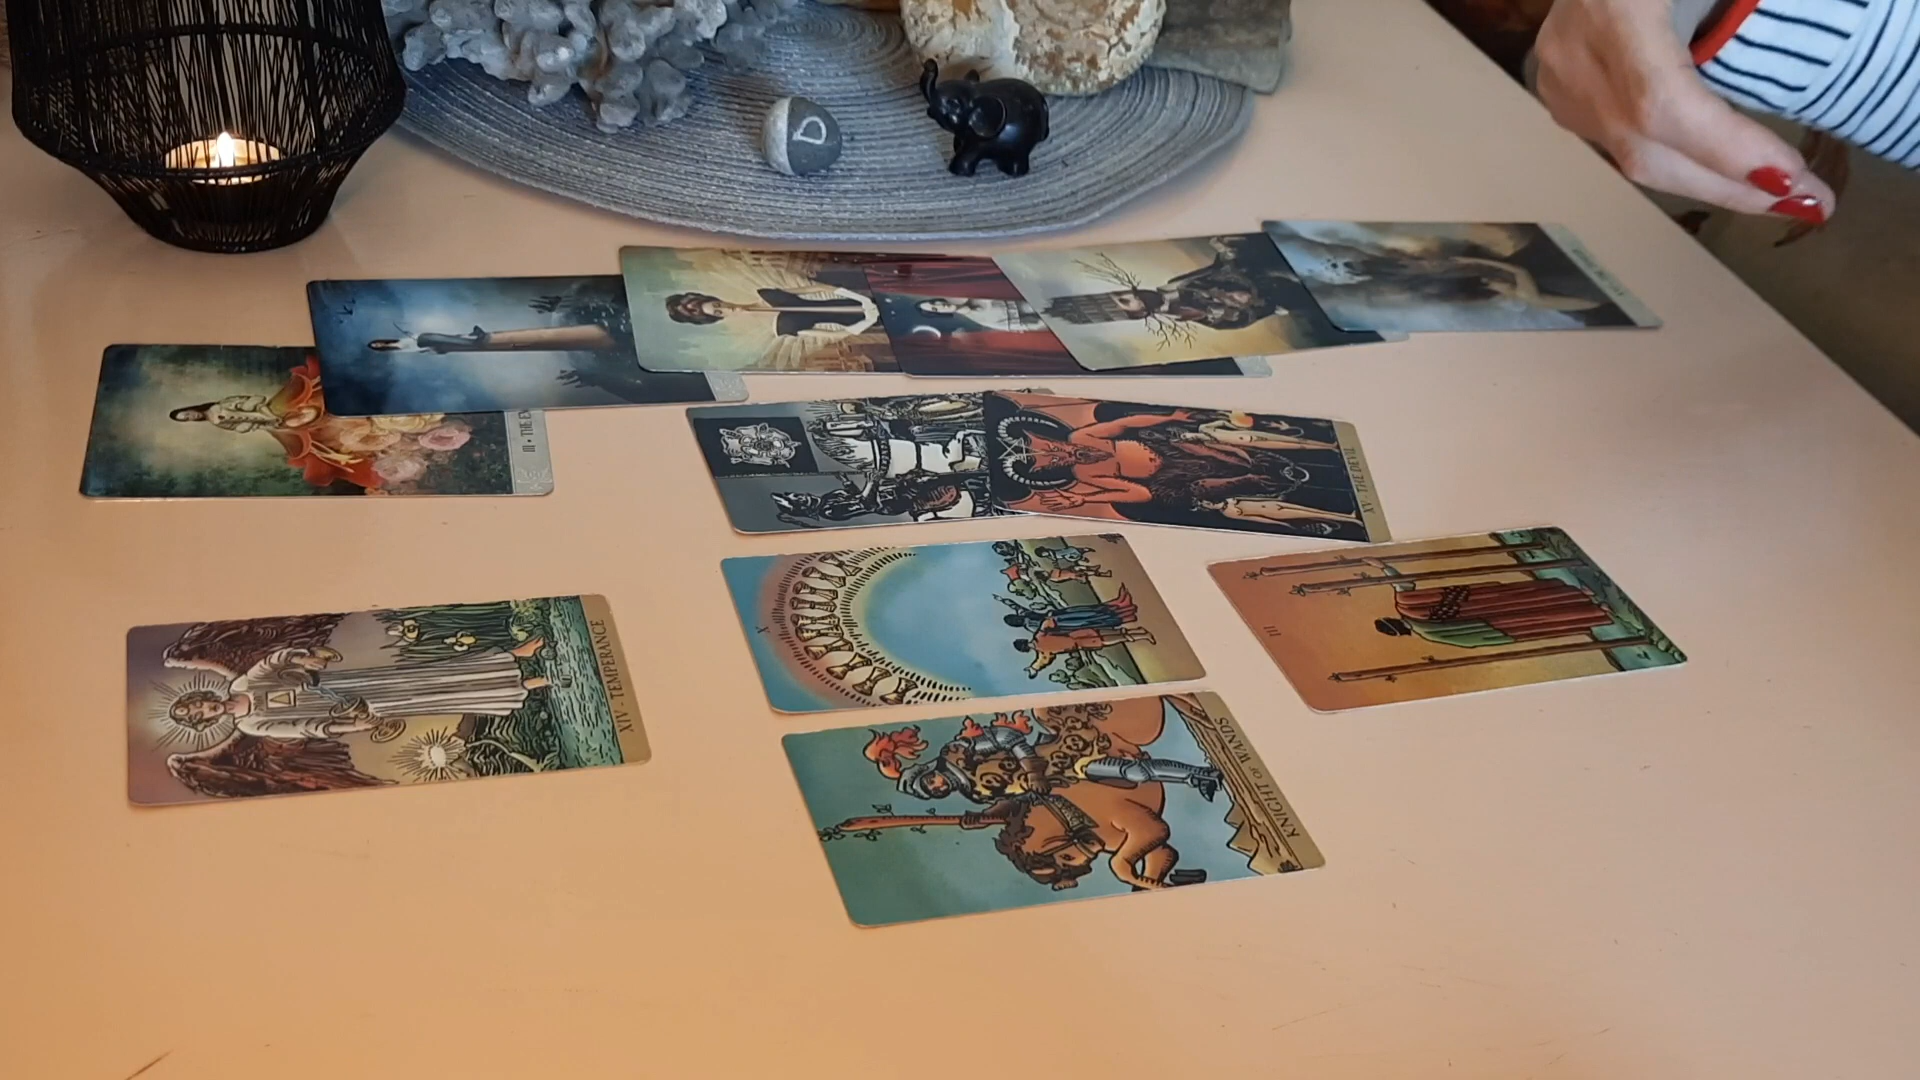 D
III • THE E
XV - THE DEVIL
X
III
XIV - TEMPERANCE
KNIGHT OF WANDS